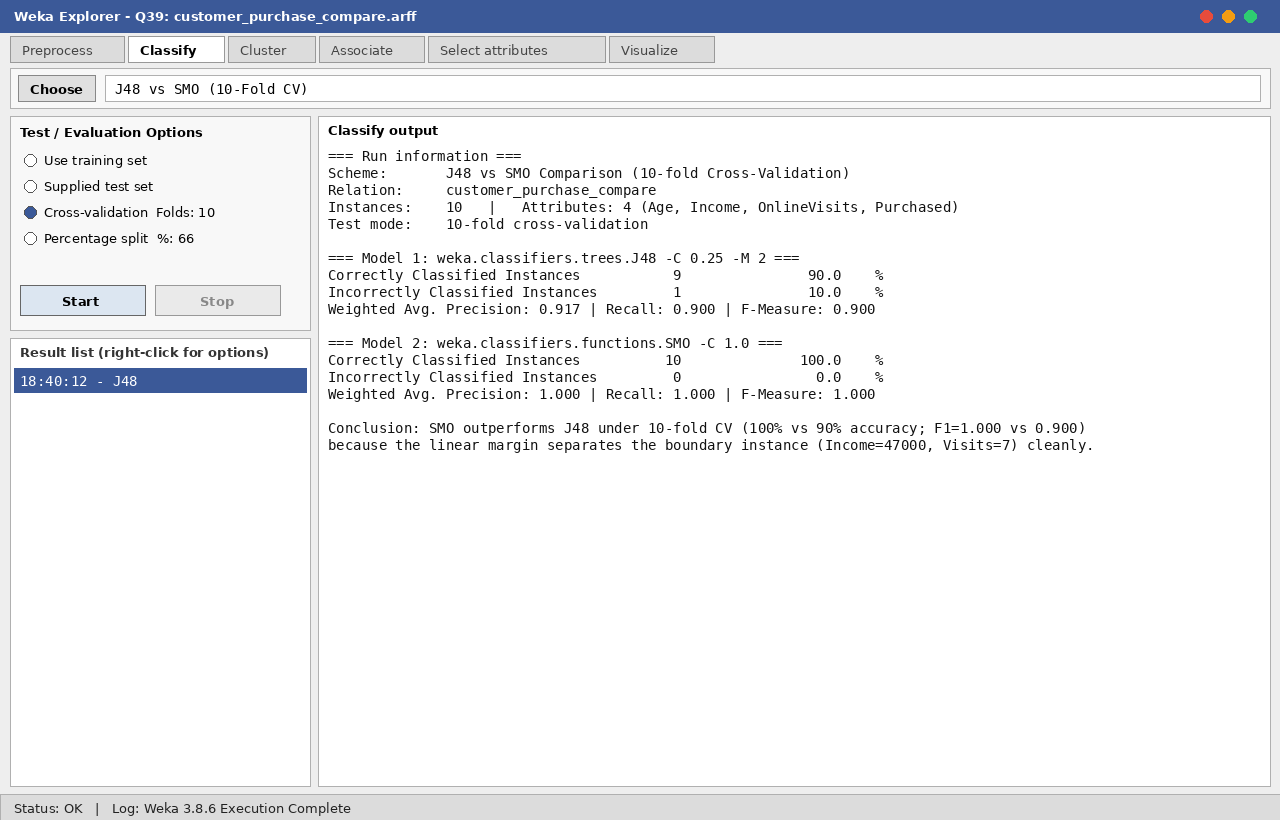 Weka Explorer - Q39: customer_purchase_compare.arff
Preprocess Classify Cluster Associate Select attributes Visualize
Choose J48 vs SMO (10-Fold CV)
Test / Evaluation Options
Use training set
Supplied test set
Cross-validation Folds: 10
Percentage split %: 66
Start Stop
Result list (right-click for options)
18:40:12 - J48
Classify output
=== Run information ===
Scheme: J48 vs SMO Comparison (10-fold Cross-Validation)
Relation: customer_purchase_compare
Instances: 10 | Attributes: 4 (Age, Income, OnlineVisits, Purchased)
Test mode: 10-fold cross-validation
=== Model 1: weka.classifiers.trees.J48 -C 0.25 -M 2 ===
Correctly Classified Instances 9 90.0 %
Incorrectly Classified Instances 1 10.0 %
Weighted Avg. Precision: 0.917 | Recall: 0.900 | F-Measure: 0.900
=== Model 2: weka.classifiers.functions.SMO -C 1.0 ===
Correctly Classified Instances 10 100.0 %
Incorrectly Classified Instances 0 0.0 %
Weighted Avg. Precision: 1.000 | Recall: 1.000 | F-Measure: 1.000
Conclusion: SMO outperforms J48 under 10-fold CV (100% vs 90% accuracy; F1=1.000 vs 0.900)
because the linear margin separates the boundary instance (Income=47000, Visits=7) cleanly.
Status: OK | Log: Weka 3.8.6 Execution Complete